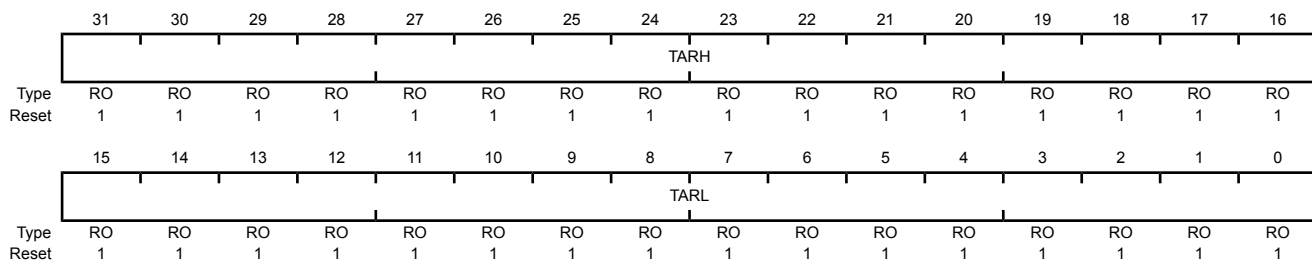 31 30 29 28 27 26 25 24 23 22 21 20 19 18 17 16
TARH
Type RO RO RO RO RO RO RO RO RO RO RO RO RO RO RO RO
Reset 1 1 1 1 1 1 1 1 1 1 1 1 1 1 1 1
15 14 13 12 11 10 9 8 7 6 5 4 3 2 1 0
TARL
Type RO RO RO RO RO RO RO RO RO RO RO RO RO RO RO RO
Reset 1 1 1 1 1 1 1 1 1 1 1 1 1 1 1 1